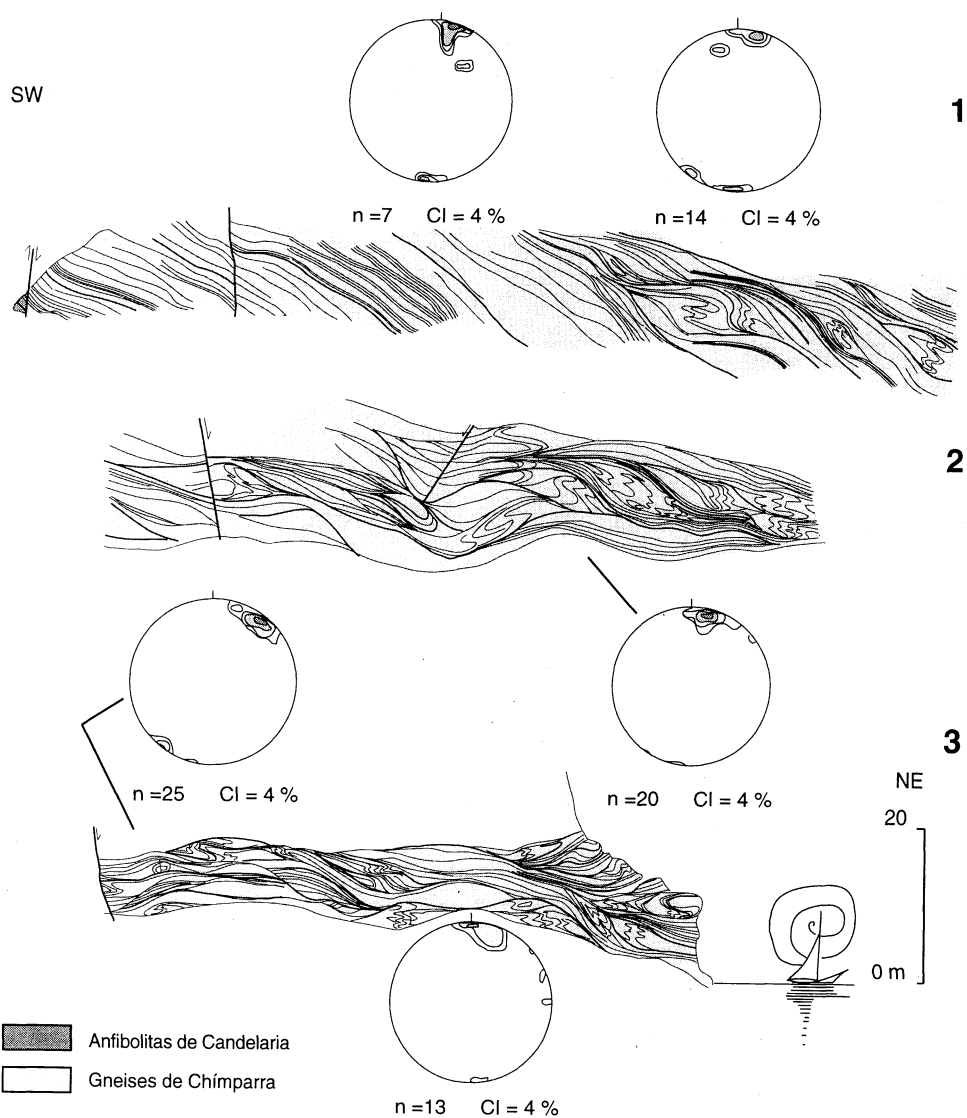 SW
1
n =7 CI = 4 %
n =14 CI = 4 %
2
3
n =25 CI = 4 %
n =20 CI = 4 %
NE
20
0 m
Anfibolitas de Candelaria
Gneises de Chímparra
n =13 CI = 4 %